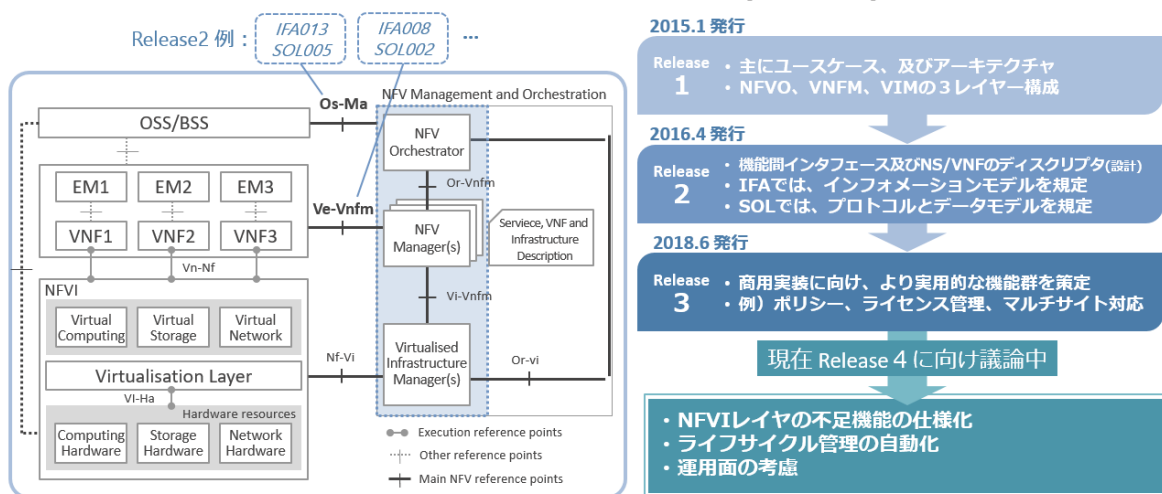 Release2 例：
IFA013
SOL005
IFA008
SOL002
…
Os-Ma
NFV Management and Orchestration
OSS/BSS
NFV
Orchestrator
Or-Vnfm
EM1
EM2
EM3
Ve-Vnfm
VNF1
VNF2
VNF3
NFV
Manager(s)
Serviece, VNF and
Infrastructure
Description
Vn-Nf
Vi-Vnfm
NFVI
Virtual
Computing
Virtual
Storage
Virtual
Network
Nf-Vi
Virtualised
Infrastructure
Manager(s)
Or-vi
Virtualisation Layer
VI-Ha
Hardware resources
Computing
Hardware
Storage
Hardware
Network
Hardware
Execution reference points
Other reference points
Main NFV reference points
2015.1 発行
Release
1
・主にユースケース、及びアーキテクチャ
・NFVO、VNFM、VIMの３レイヤー構成
2016.4 発行
Release
2
・機能間インタフェース及びNS/VNFのディスクリプタ(設計)
・IFAでは、インフォメーションモデルを規定
・SOLでは、プロトコルとデータモデルを規定
2018.6 発行
Release
3
・商用実装に向け、より実用的な機能群を策定
・例）ポリシー、ライセンス管理、マルチサイト対応
現在 Release４に向け議論中
・NFVIレイヤの不足機能の仕様化
・ライフサイクル管理の自動化
・運用面の考慮